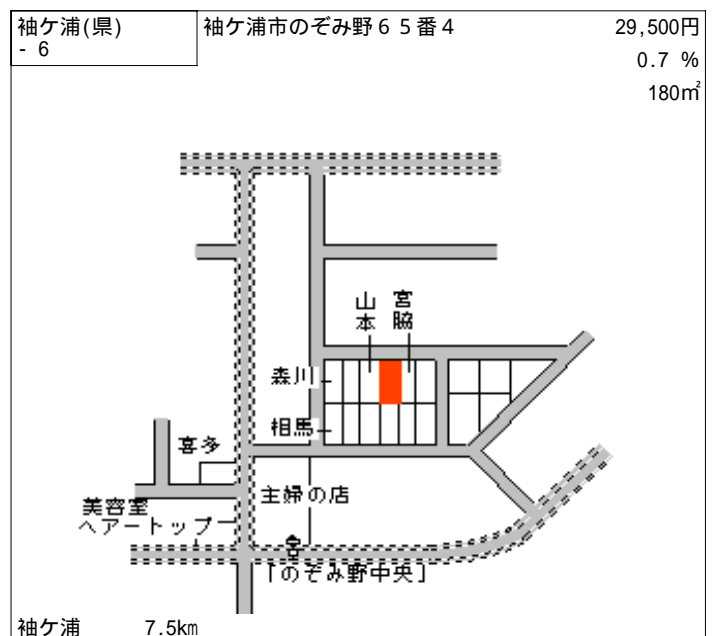 袖ケ浦(県)
- 6
袖ケ浦市のぞみ野６５番４
29,500円
0.7 %
180㎡
山本
宮脇
森川
相馬
喜多
主婦の店
美容室
ヘアートップ
「のぞみ野中央」
袖ケ浦 7.5km